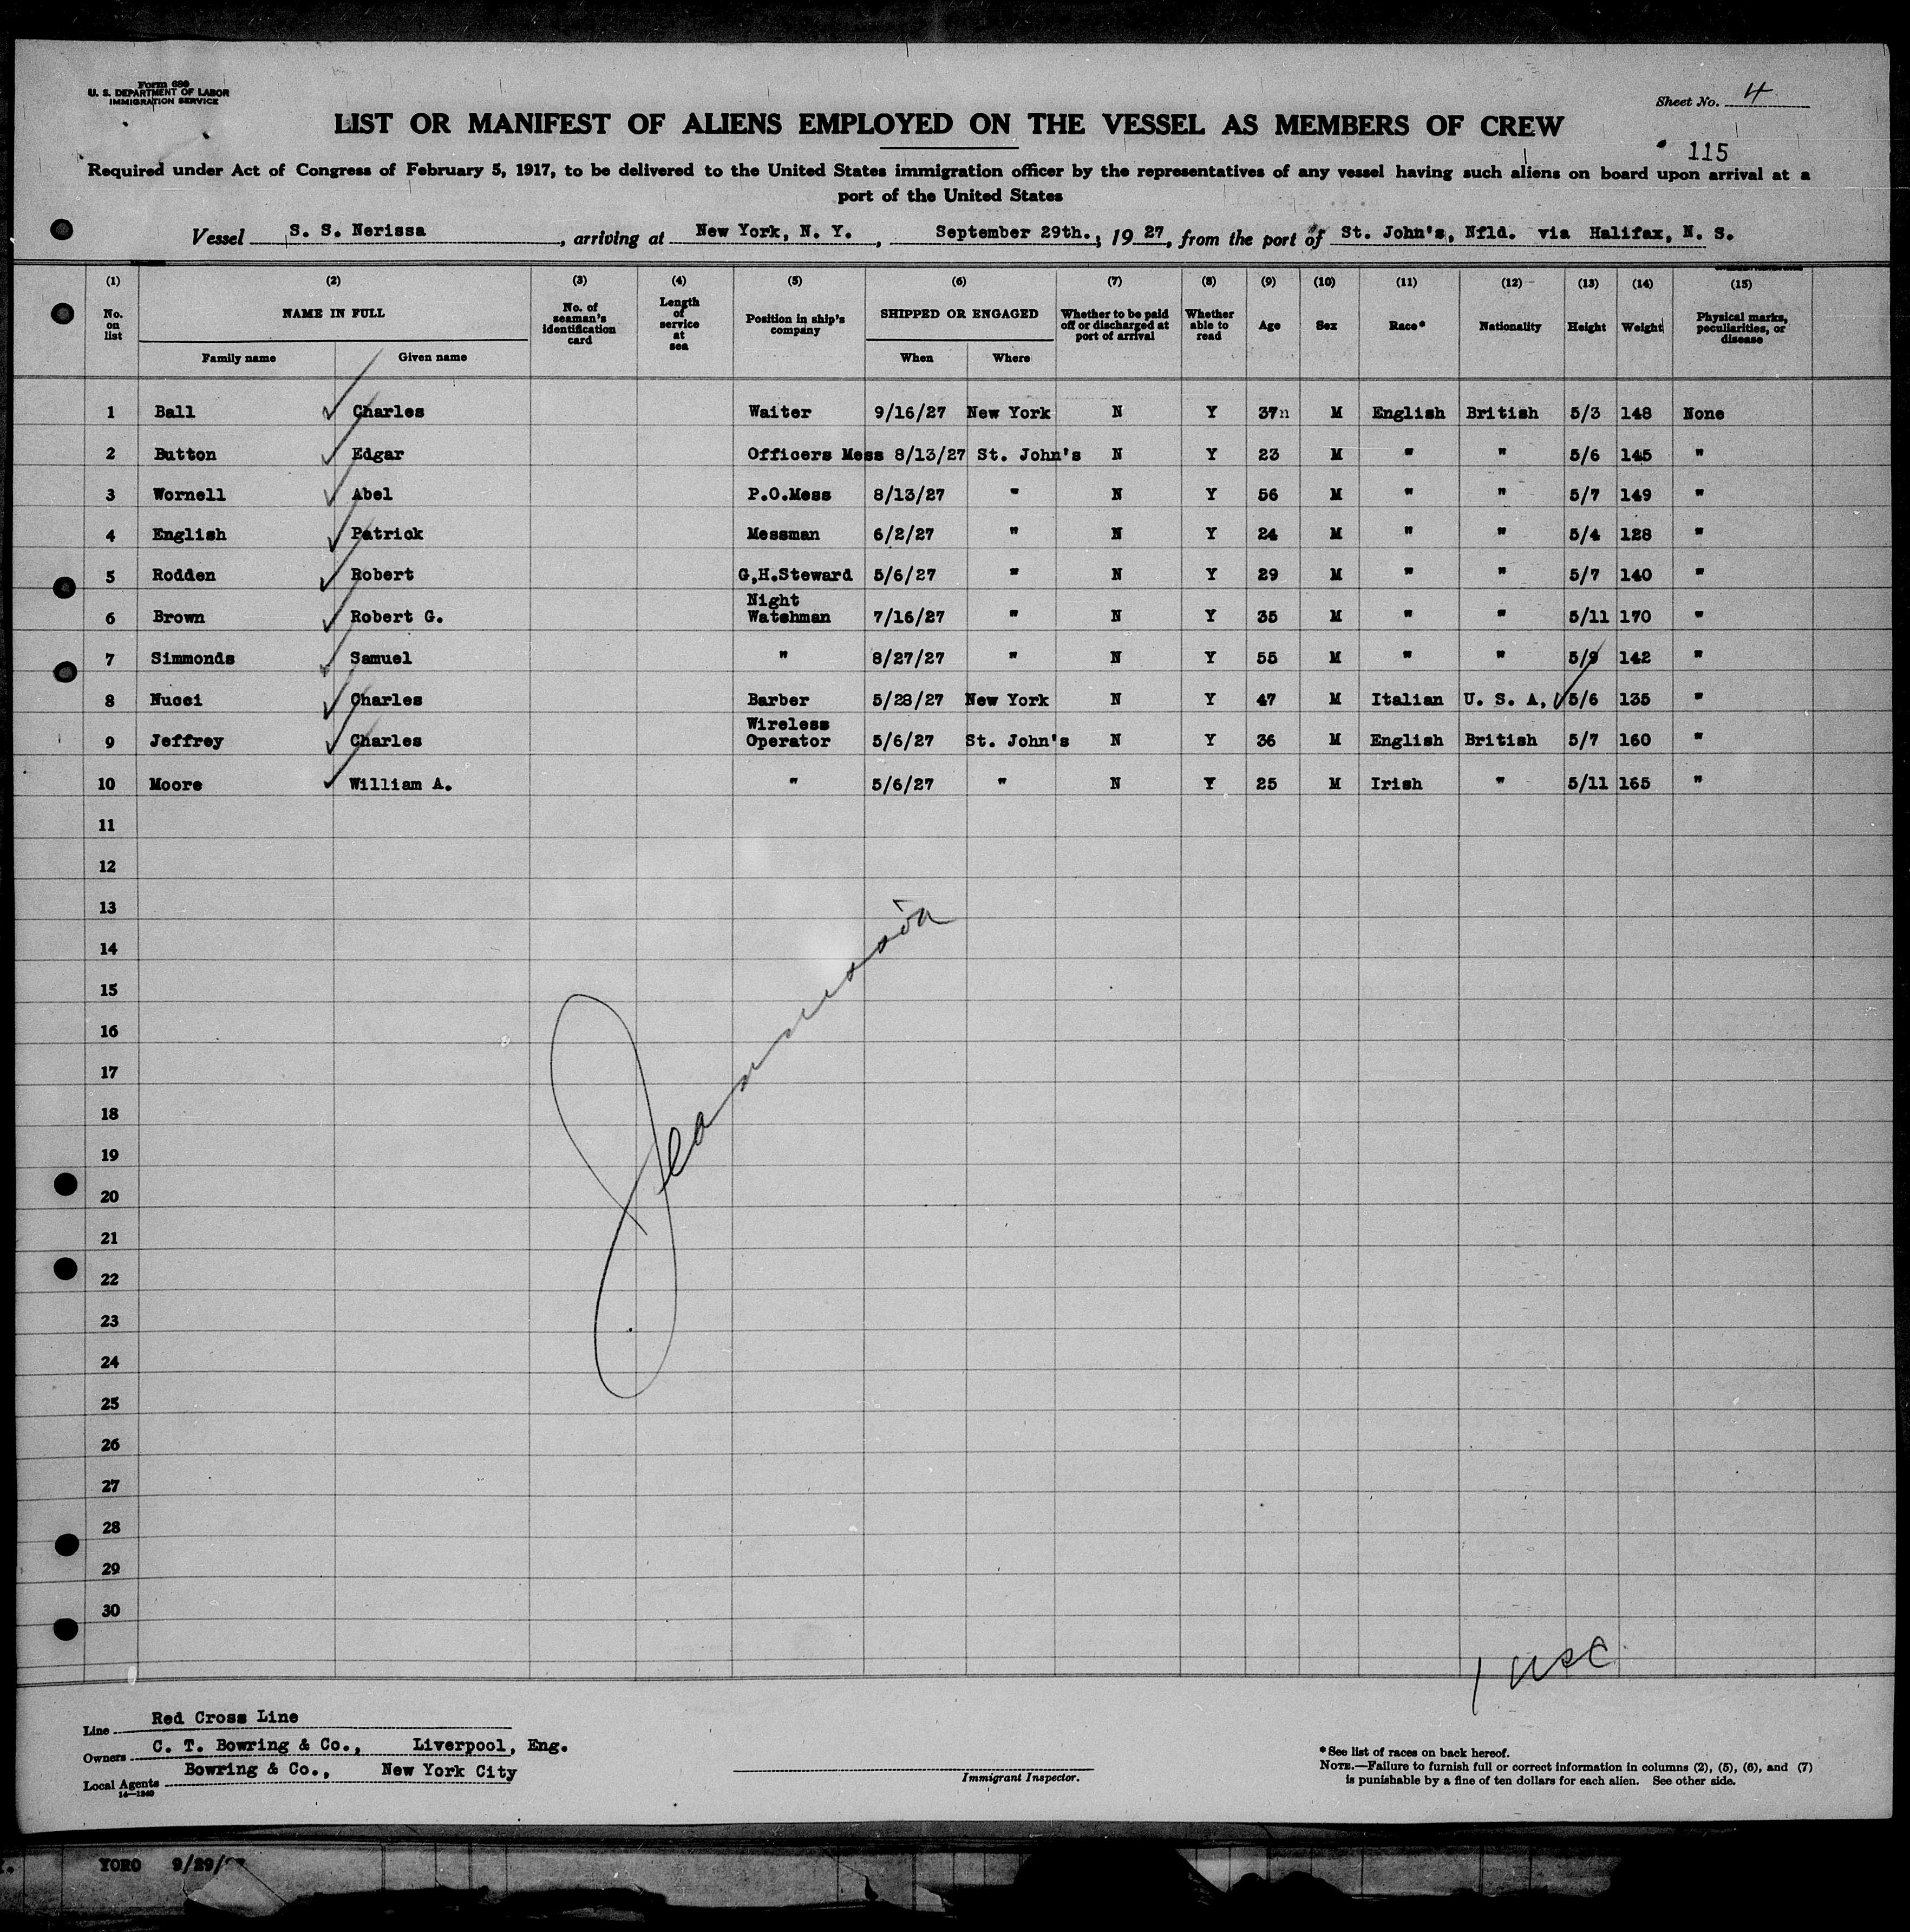 Form 680
U. S. DEPARTMENT OF LABOR
IMMIGRATION SERVICE
Sheet No. 4
LIST OR MANIFEST OF ALIENS EMPLOYED ON THE VESSEL AS MEMBERS OF CREW
115
Required under Act of Congress of February 5, 1917, to be delivered to the United States immigration officer by the representatives of any vessel having such aliens on board upon arrival at a
port of the United States
Vessel S. S. Nerissa, arriving at New York, N. Y., September 29th., 19 27, from the port of St. John's, Nfld. via Halifax, N. S.
(1) (2) (3) (4) (5) (6) (7) (8) (9) (10) (11) (12) (13) (14) (15)
No. on list NAME IN FULL No. of seaman's identification card Length of service at sea Position in ship's company SHIPPED OR ENGAGED Whether to be paid off or discharged at port of arrival Whether able to read Age Sex Race* Nationality Height Weight Physical marks, peculiarities, or disease
Family name Given name When Where
1 Ball Charles Waiter 9/16/27 New York N Y 37n M English British 5/3 148 None
2 Button Edgar Officers Mess 8/13/27 St. John's N Y 23 M " " 5/6 145 "
3 Wornell Abel P.O.Mess 8/13/27 " N Y 56 M " " 5/7 149 "
4 English Patrick Messman 6/2/27 " N Y 24 M " " 5/4 128 "
5 Rodden Robert G,H.Steward 5/6/27 " N Y 29 M " " 5/7 140 "
Night
6 Brown Robert G. Watchman 7/16/27 " N Y 35 M " " 5/11 170 "
7 Simmonds Samuel " 8/27/27 " N Y 55 M " " 5/9 142 "
8 Nucci Charles Barber 5/28/27 New York N Y 47 M Italian U. S. A, 5/6 135 "
Wireless
9 Jeffrey Charles Operator 5/6/27 St. John's N Y 36 M English British 5/7 160 "
10 Moore William A. " 5/6/27 " N Y 25 M Irish " 5/11 165 "
11
12
13
14
15
16
17
18
19
20
21
22
23
24
25
26
27
28
29
30
1 USC
Line Red Cross Line
Owners C. T. Bowring & Co., Liverpool, Eng.
Local Agents Bowring & Co., New York City
14—1240
Immigrant Inspector.
*See list of races on back hereof.
NOTE.—Failure to furnish full or correct information in columns (2), (5), (6), and (7)
is punishable by a fine of ten dollars for each alien. See other side.
YORO 9/29/